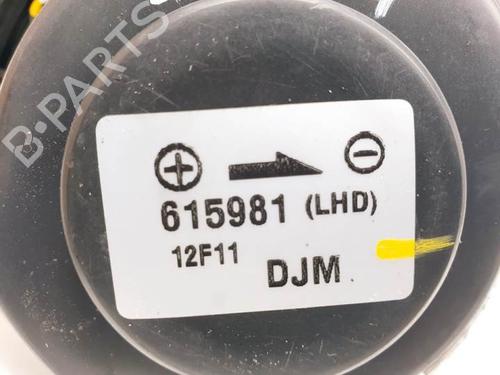 B-PARTS
⊕ ⊖
615981 (LHD)
12F11
DJM